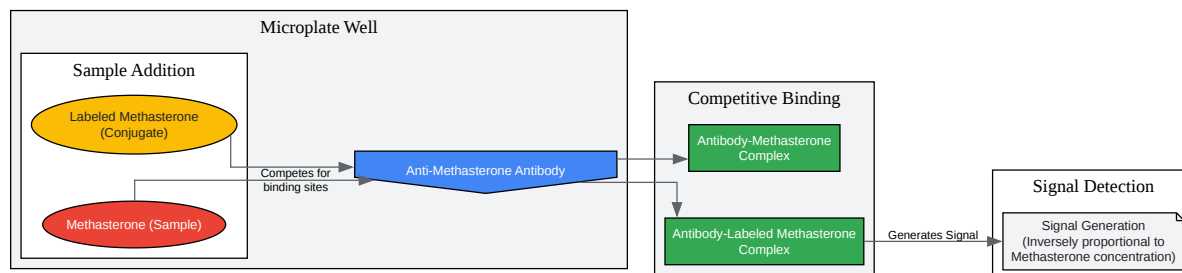 Microplate Well
Sample Addition
Labeled Methasterone
(Conjugate)
Methasterone (Sample)
Competes for
binding sites
Anti-Methasterone Antibody
Competitive Binding
Antibody-Methasterone
Complex
Antibody-Labeled Methasterone
Complex
Generates Signal
Signal Detection
Signal Generation
(Inversely proportional to
Methasterone concentration)